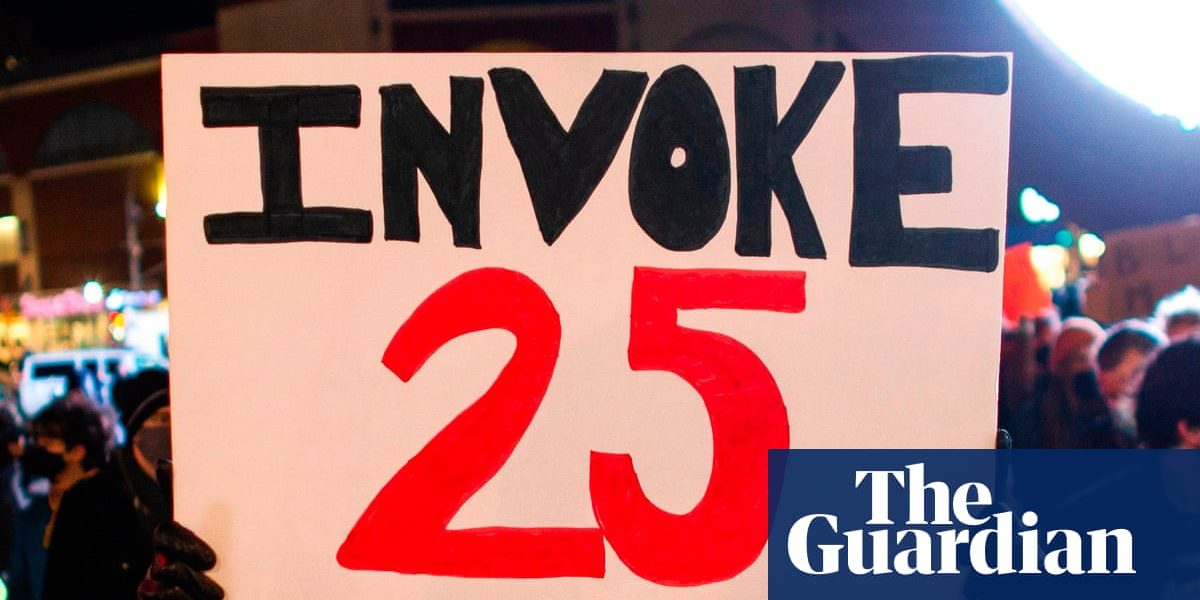 INVOKE
25
The
Guardian